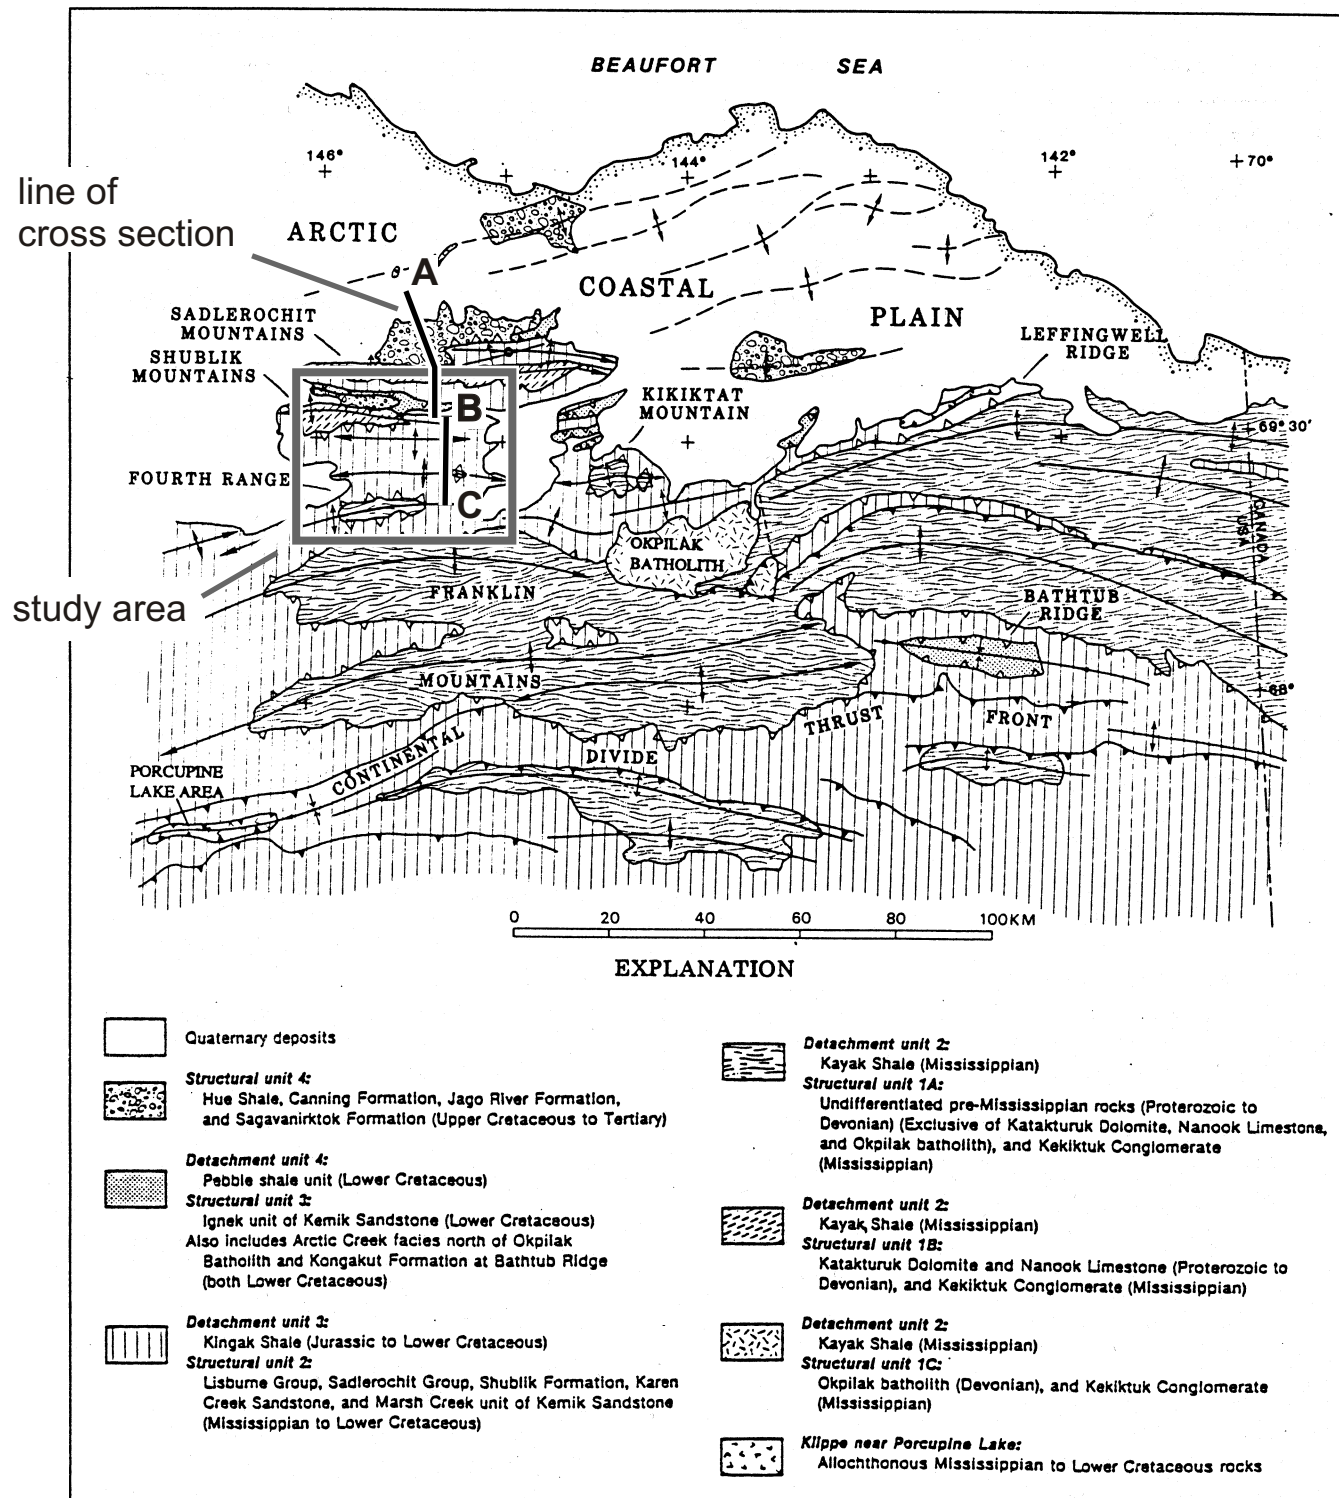 BEAUFORT SEA
146°
144°
142°
70°
line of
cross section
ARCTIC
A
COASTAL
PLAIN
SADLEROCHIT
MOUNTAINS
SHUBLIK
MOUNTAINS
LEFFINGWELL
RIDGE
KIKIKTAT
MOUNTAIN
B
69° 30'
FOURTH RANGE
C
CANADA
USA
OKPILAK
BATHOLITH
study area
FRANKLIN
BATHTUB
RIDGE
MOUNTAINS
68°
THRUST
FRONT
CONTINENTAL
DIVIDE
PORCUPINE
LAKE AREA
0 20 40 60 80 100 KM
EXPLANATION
Quaternary deposits
Structural unit 4:
Hue Shale, Canning Formation, Jago River Formation,
and Sagavanirktok Formation (Upper Cretaceous to Tertiary)
Detachment unit 4:
Pebble shale unit (Lower Cretaceous)
Structural unit 3:
Ignek unit of Kemik Sandstone (Lower Cretaceous)
Also includes Arctic Creek facies north of Okpilak
Batholith and Kongakut Formation at Bathtub Ridge
(both Lower Cretaceous)
Detachment unit 3:
Kingak Shale (Jurassic to Lower Cretaceous)
Structural unit 2:
Lisburne Group, Sadlerochit Group, Shublik Formation, Karen
Creek Sandstone, and Marsh Creek unit of Kemik Sandstone
(Mississippian to Lower Cretaceous)
Detachment unit 2:
Kayak Shale (Mississippian)
Structural unit 1A:
Undifferentiated pre-Mississippian rocks (Proterozoic to
Devonian) (Exclusive of Katakturuk Dolomite, Nanook Limestone,
and Okpilak batholith), and Kekiktuk Conglomerate
(Mississippian)
Detachment unit 2:
Kayak Shale (Mississippian)
Structural unit 1B:
Katakturuk Dolomite and Nanook Limestone (Proterozoic to
Devonian), and Kekiktuk Conglomerate (Mississippian)
Detachment unit 2:
Kayak Shale (Mississippian)
Structural unit 1C:
Okpilak batholith (Devonian), and Kekiktuk Conglomerate
(Mississippian)
Klippe near Porcupine Lake:
Allochthonous Mississippian to Lower Cretaceous rocks